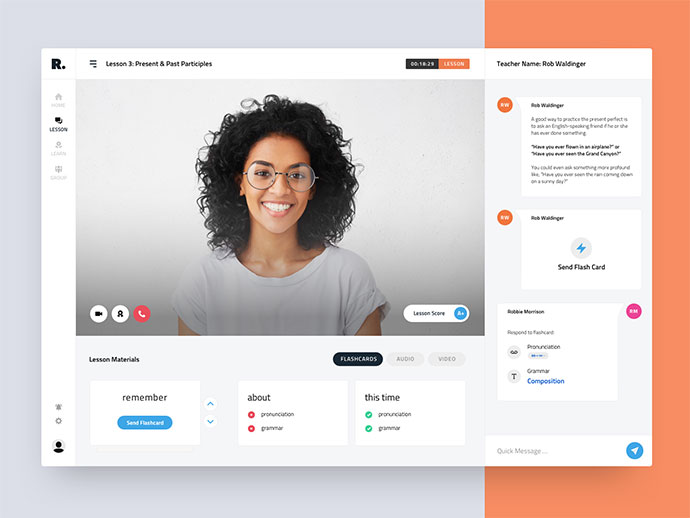 R.
Lesson 3: Present & Past Participles
00:18:29 LESSON
Teacher Name: Rob Waldinger
HOME
LESSON
LEARN
GROUP
RW
Rob Waldinger
A good way to practice the present perfect is
to ask an English-speaking friend if he or she
has ever done something.
"Have you ever flown in an airplane?" or
"Have you ever seen the Grand Canyon?"
You could even ask something more profound
like, "Have you ever seen the rain coming down
on a sunny day?"
RW
Rob Waldinger
Send Flash Card
Robbie Morrison
RM
Respond to flashcard:
Pronunciation
T
Grammar
Composition
Lesson Score A+
Lesson Materials
FLASHCARDS AUDIO VIDEO
remember
Send Flashcard
about
pronunciation
grammar
this time
pronunciation
grammar
Quick Message ...